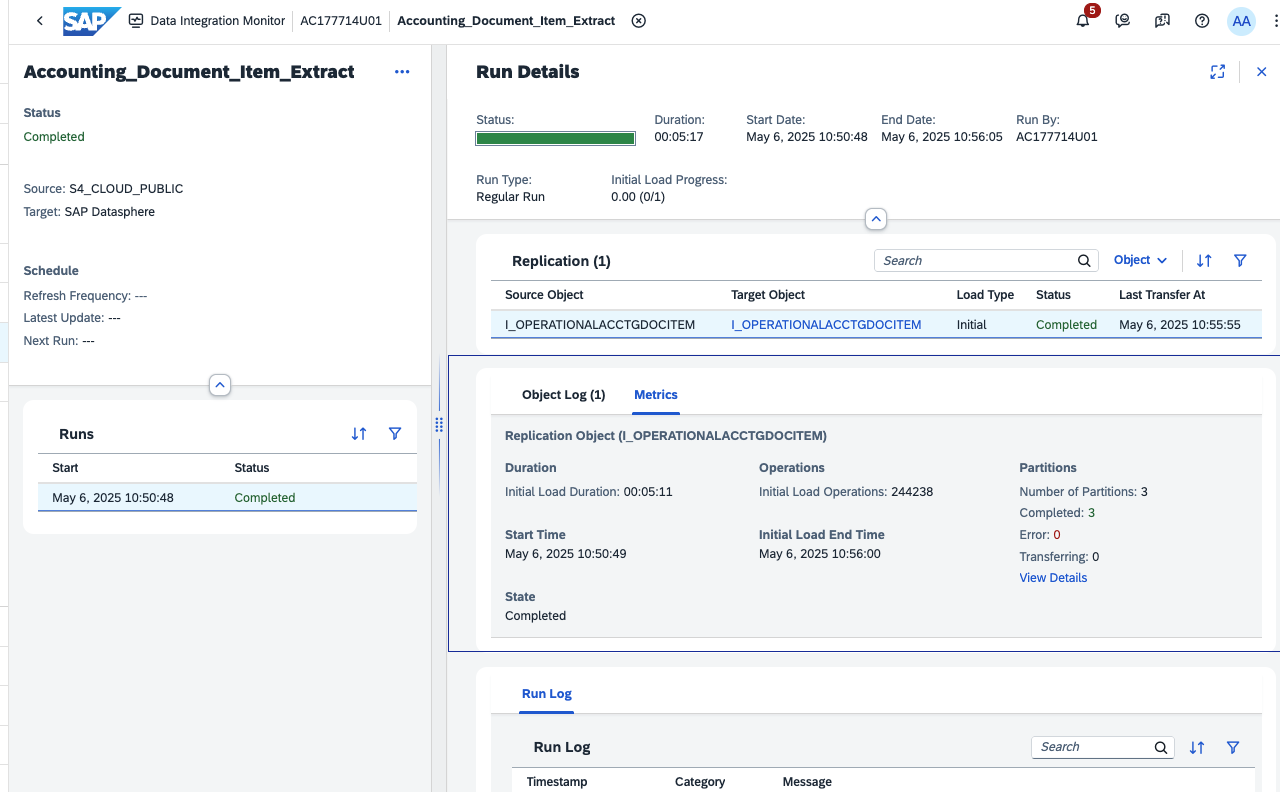 SAP Data Integration Monitor AC177714U01 Accounting_Document_Item_Extract 5 AA
Accounting_Document_Item_Extract
Status
Completed
Source: S4_CLOUD_PUBLIC
Target: SAP Datasphere
Schedule
Refresh Frequency: ---
Latest Update: ---
Next Run: ---
Runs
Start Status
May 6, 2025 10:50:48 Completed
Run Details
Status: Duration: Start Date: End Date: Run By:
00:05:17 May 6, 2025 10:50:48 May 6, 2025 10:56:05 AC177714U01
Run Type: Initial Load Progress:
Regular Run 0.00 (0/1)
Replication (1) Search Object
Source Object Target Object Load Type Status Last Transfer At
I_OPERATIONALACCTGDOCITEM I_OPERATIONALACCTGDOCITEM Initial Completed May 6, 2025 10:55:55
Object Log (1) Metrics
Replication Object (I_OPERATIONALACCTGDOCITEM)
Duration Operations Partitions
Initial Load Duration: 00:05:11 Initial Load Operations: 244238 Number of Partitions: 3
Completed: 3
Start Time Initial Load End Time Error: 0
May 6, 2025 10:50:49 May 6, 2025 10:56:00 Transferring: 0
View Details
State
Completed
Run Log
Run Log Search
Timestamp Category Message